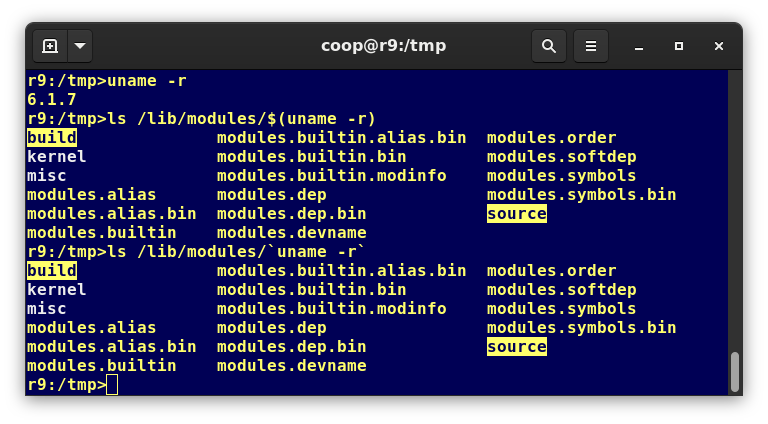 coop@r9:/tmp
r9:/tmp>uname -r
6.1.7
r9:/tmp>ls /lib/modules/$(uname -r)
build              modules.builtin.alias.bin  modules.order
kernel             modules.builtin.bin        modules.softdep
misc               modules.builtin.modinfo    modules.symbols
modules.alias      modules.dep                modules.symbols.bin
modules.alias.bin  modules.dep.bin            source
modules.builtin    modules.devname
r9:/tmp>ls /lib/modules/`uname -r`
build              modules.builtin.alias.bin  modules.order
kernel             modules.builtin.bin        modules.softdep
misc               modules.builtin.modinfo    modules.symbols
modules.alias      modules.dep                modules.symbols.bin
modules.alias.bin  modules.dep.bin            source
modules.builtin    modules.devname
r9:/tmp>